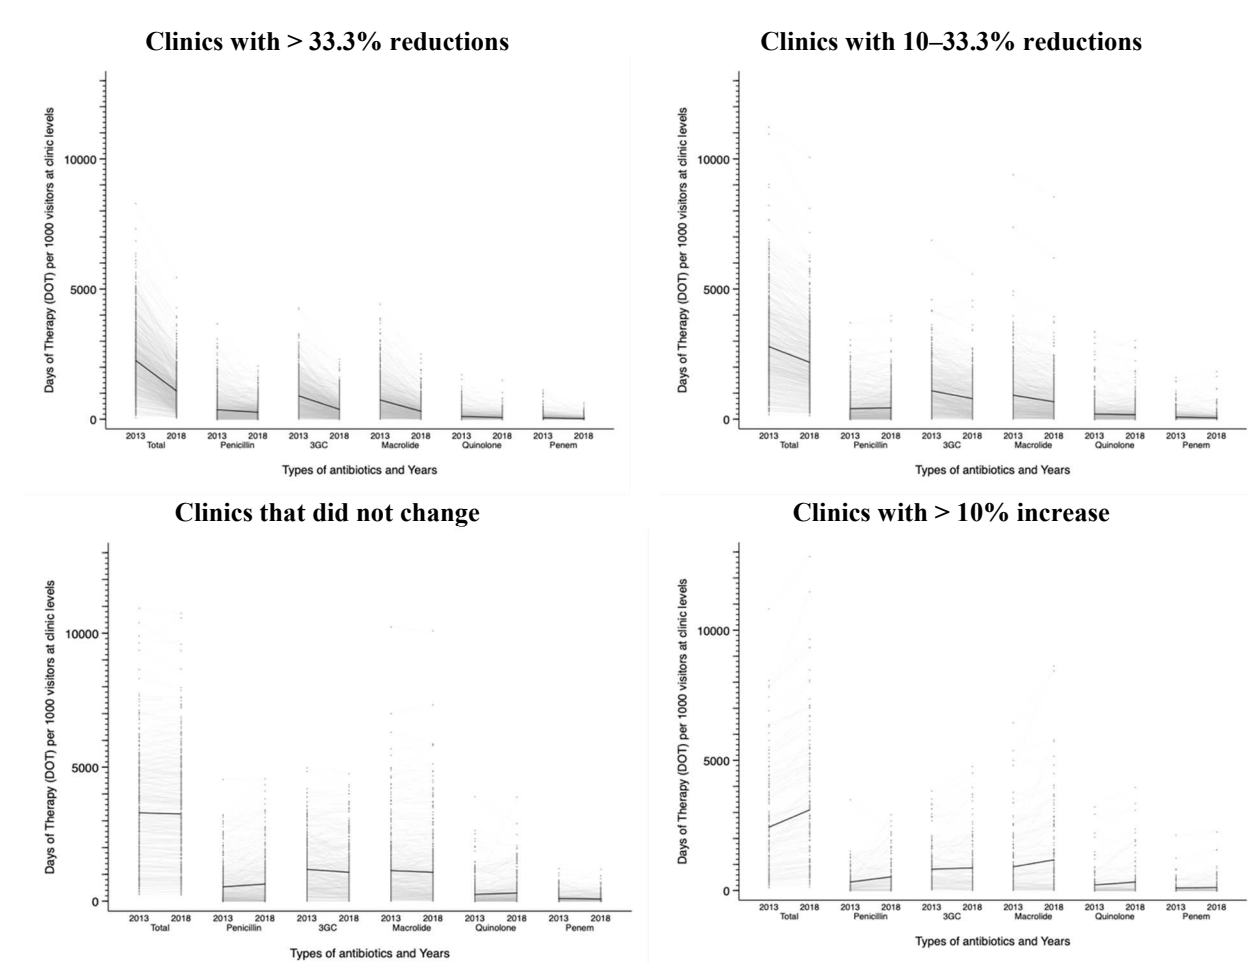 Clinics with > 33.3% reductions
Days of Therapy (DOT) per 1000 visitors at clinic levels
10000
5000
0
2013 2018 2013 2018 2013 2018 2013 2018 2013 2018 2013 2018
Total Penicillin 3GC Macrolide Quinolone Penem
Types of antibiotics and Years
Clinics with 10–33.3% reductions
Days of Therapy (DOT) per 1000 visitors at clinic levels
10000
5000
0
2013 2018 2013 2018 2013 2018 2013 2018 2013 2018 2013 2018
Total Penicillin 3GC Macrolide Quinolone Penem
Types of antibiotics and Years
Clinics that did not change
Days of Therapy (DOT) per 1000 visitors at clinic levels
10000
5000
0
2013 2018 2013 2018 2013 2018 2013 2018 2013 2018 2013 2018
Total Penicillin 3GC Macrolide Quinolone Penem
Types of antibiotics and Years
Clinics with > 10% increase
Days of Therapy (DOT) per 1000 visitors at clinic levels
10000
5000
0
2013 2018 2013 2018 2013 2018 2013 2018 2013 2018 2013 2018
Total Penicillin 3GC Macrolide Quinolone Penem
Types of antibiotics and Years